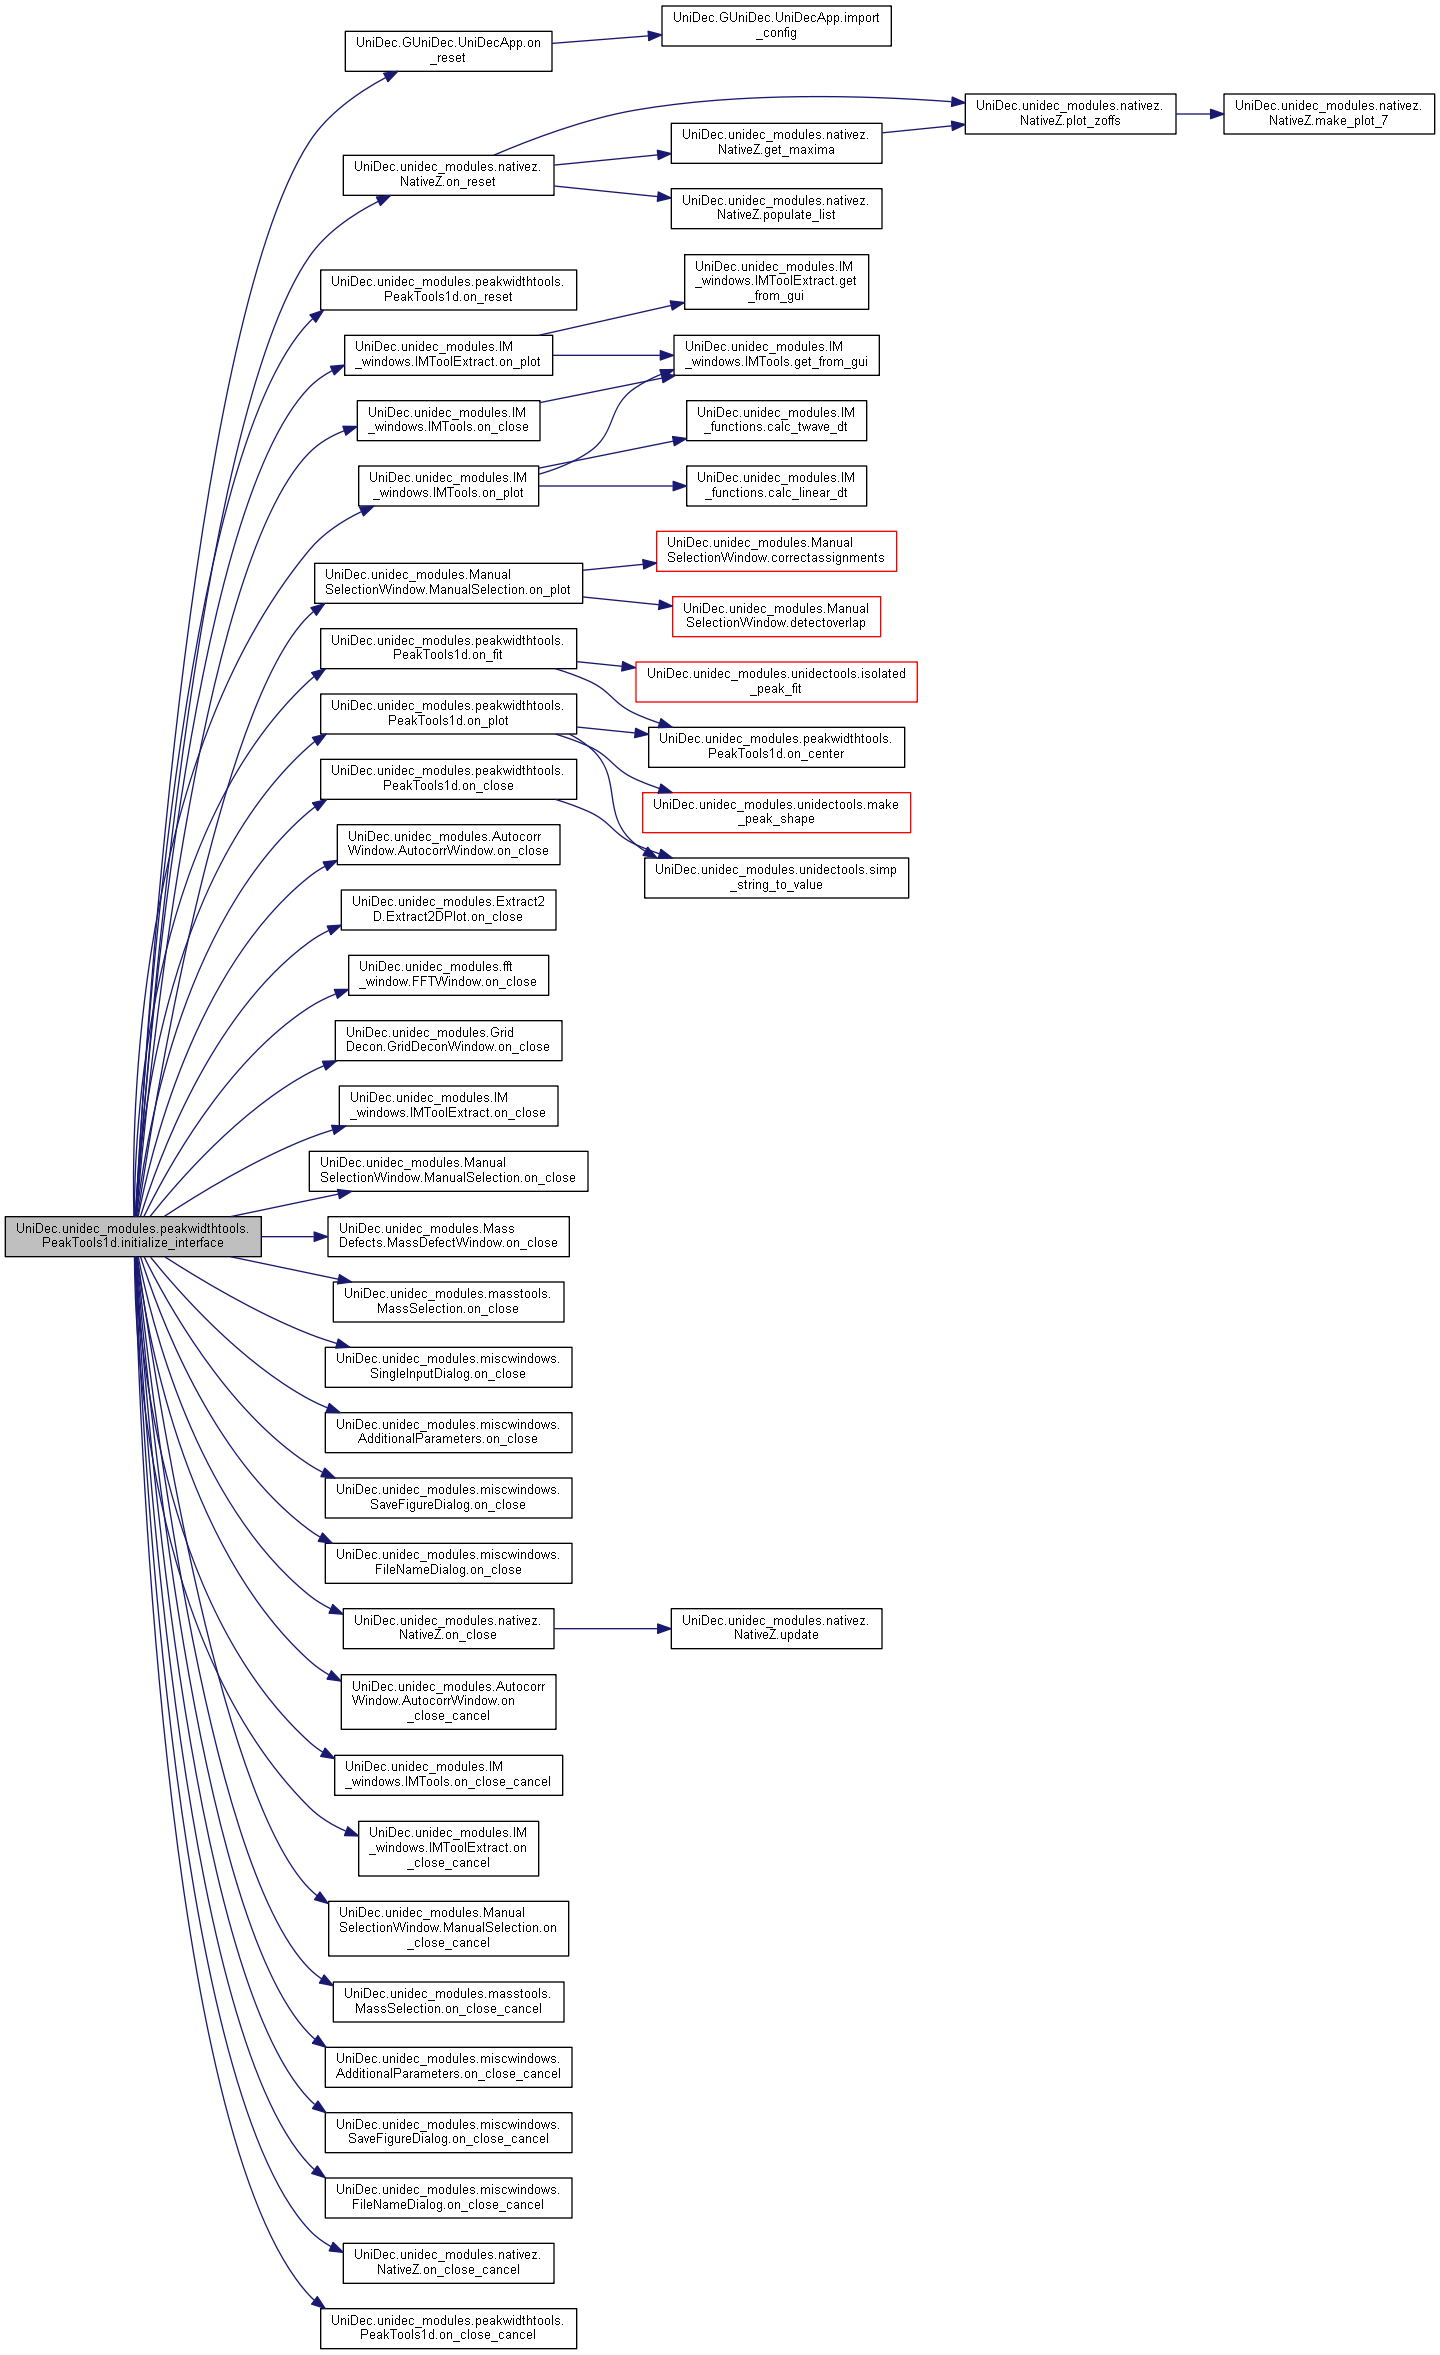 UniDec.unidec_modules.peakwidthtools.
PeakTools1d.initialize_interface
UniDec.GUniDec.UniDecApp.on
_reset
UniDec.GUniDec.UniDecApp.import
_config
UniDec.unidec_modules.nativez.
NativeZ.on_reset
UniDec.unidec_modules.nativez.
NativeZ.get_maxima
UniDec.unidec_modules.nativez.
NativeZ.plot_zoffs
UniDec.unidec_modules.nativez.
NativeZ.make_plot_7
UniDec.unidec_modules.nativez.
NativeZ.populate_list
UniDec.unidec_modules.peakwidthtools.
PeakTools1d.on_reset
UniDec.unidec_modules.IM
_windows.IMToolExtract.on_plot
UniDec.unidec_modules.IM
_windows.IMToolExtract.get
_from_gui
UniDec.unidec_modules.IM
_windows.IMTools.get_from_gui
UniDec.unidec_modules.IM
_windows.IMTools.on_close
UniDec.unidec_modules.IM
_windows.IMTools.on_plot
UniDec.unidec_modules.IM
_functions.calc_twave_dt
UniDec.unidec_modules.IM
_functions.calc_linear_dt
UniDec.unidec_modules.Manual
SelectionWindow.ManualSelection.on_plot
UniDec.unidec_modules.Manual
SelectionWindow.correctassignments
UniDec.unidec_modules.Manual
SelectionWindow.detectoverlap
UniDec.unidec_modules.peakwidthtools.
PeakTools1d.on_fit
UniDec.unidec_modules.unidectools.isolated
_peak_fit
UniDec.unidec_modules.peakwidthtools.
PeakTools1d.on_plot
UniDec.unidec_modules.peakwidthtools.
PeakTools1d.on_center
UniDec.unidec_modules.peakwidthtools.
PeakTools1d.on_close
UniDec.unidec_modules.unidectools.make
_peak_shape
UniDec.unidec_modules.unidectools.simp
_string_to_value
UniDec.unidec_modules.Autocorr
Window.AutocorrWindow.on_close
UniDec.unidec_modules.Extract2
D.Extract2DPlot.on_close
UniDec.unidec_modules.fft
_window.FFTWindow.on_close
UniDec.unidec_modules.Grid
Decon.GridDeconWindow.on_close
UniDec.unidec_modules.IM
_windows.IMToolExtract.on_close
UniDec.unidec_modules.Manual
SelectionWindow.ManualSelection.on_close
UniDec.unidec_modules.Mass
Defects.MassDefectWindow.on_close
UniDec.unidec_modules.masstools.
MassSelection.on_close
UniDec.unidec_modules.miscwindows.
SingleInputDialog.on_close
UniDec.unidec_modules.miscwindows.
AdditionalParameters.on_close
UniDec.unidec_modules.miscwindows.
SaveFigureDialog.on_close
UniDec.unidec_modules.miscwindows.
FileNameDialog.on_close
UniDec.unidec_modules.nativez.
NativeZ.on_close
UniDec.unidec_modules.nativez.
NativeZ.update
UniDec.unidec_modules.Autocorr
Window.AutocorrWindow.on
_close_cancel
UniDec.unidec_modules.IM
_windows.IMTools.on_close_cancel
UniDec.unidec_modules.IM
_windows.IMToolExtract.on
_close_cancel
UniDec.unidec_modules.Manual
SelectionWindow.ManualSelection.on
_close_cancel
UniDec.unidec_modules.masstools.
MassSelection.on_close_cancel
UniDec.unidec_modules.miscwindows.
AdditionalParameters.on_close_cancel
UniDec.unidec_modules.miscwindows.
SaveFigureDialog.on_close_cancel
UniDec.unidec_modules.miscwindows.
FileNameDialog.on_close_cancel
UniDec.unidec_modules.nativez.
NativeZ.on_close_cancel
UniDec.unidec_modules.peakwidthtools.
PeakTools1d.on_close_cancel